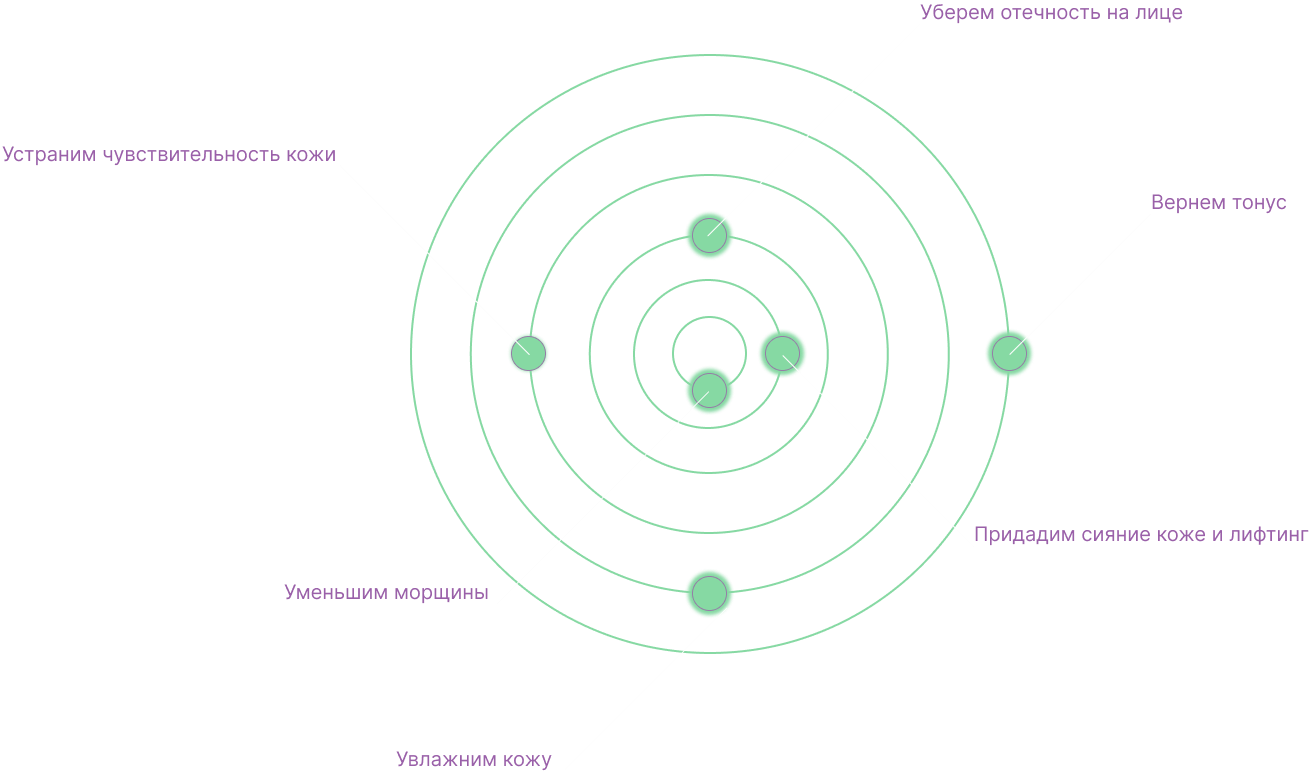 Уберем отечность на лице
Устраним чувствительность кожи
Вернем тонус
Придадим сияние коже и лифтинг
Уменьшим морщины
Увлажним кожу